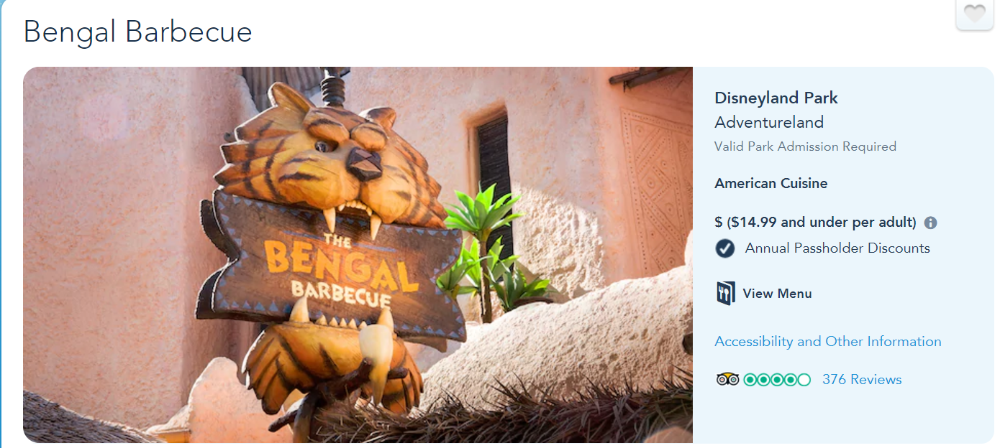 Bengal Barbecue
THE
BENGAL
BARBECUE
Disneyland Park
Adventureland
Valid Park Admission Required
American Cuisine
$ ($14.99 and under per adult)
Annual Passholder Discounts
View Menu
Accessibility and Other Information
376 Reviews